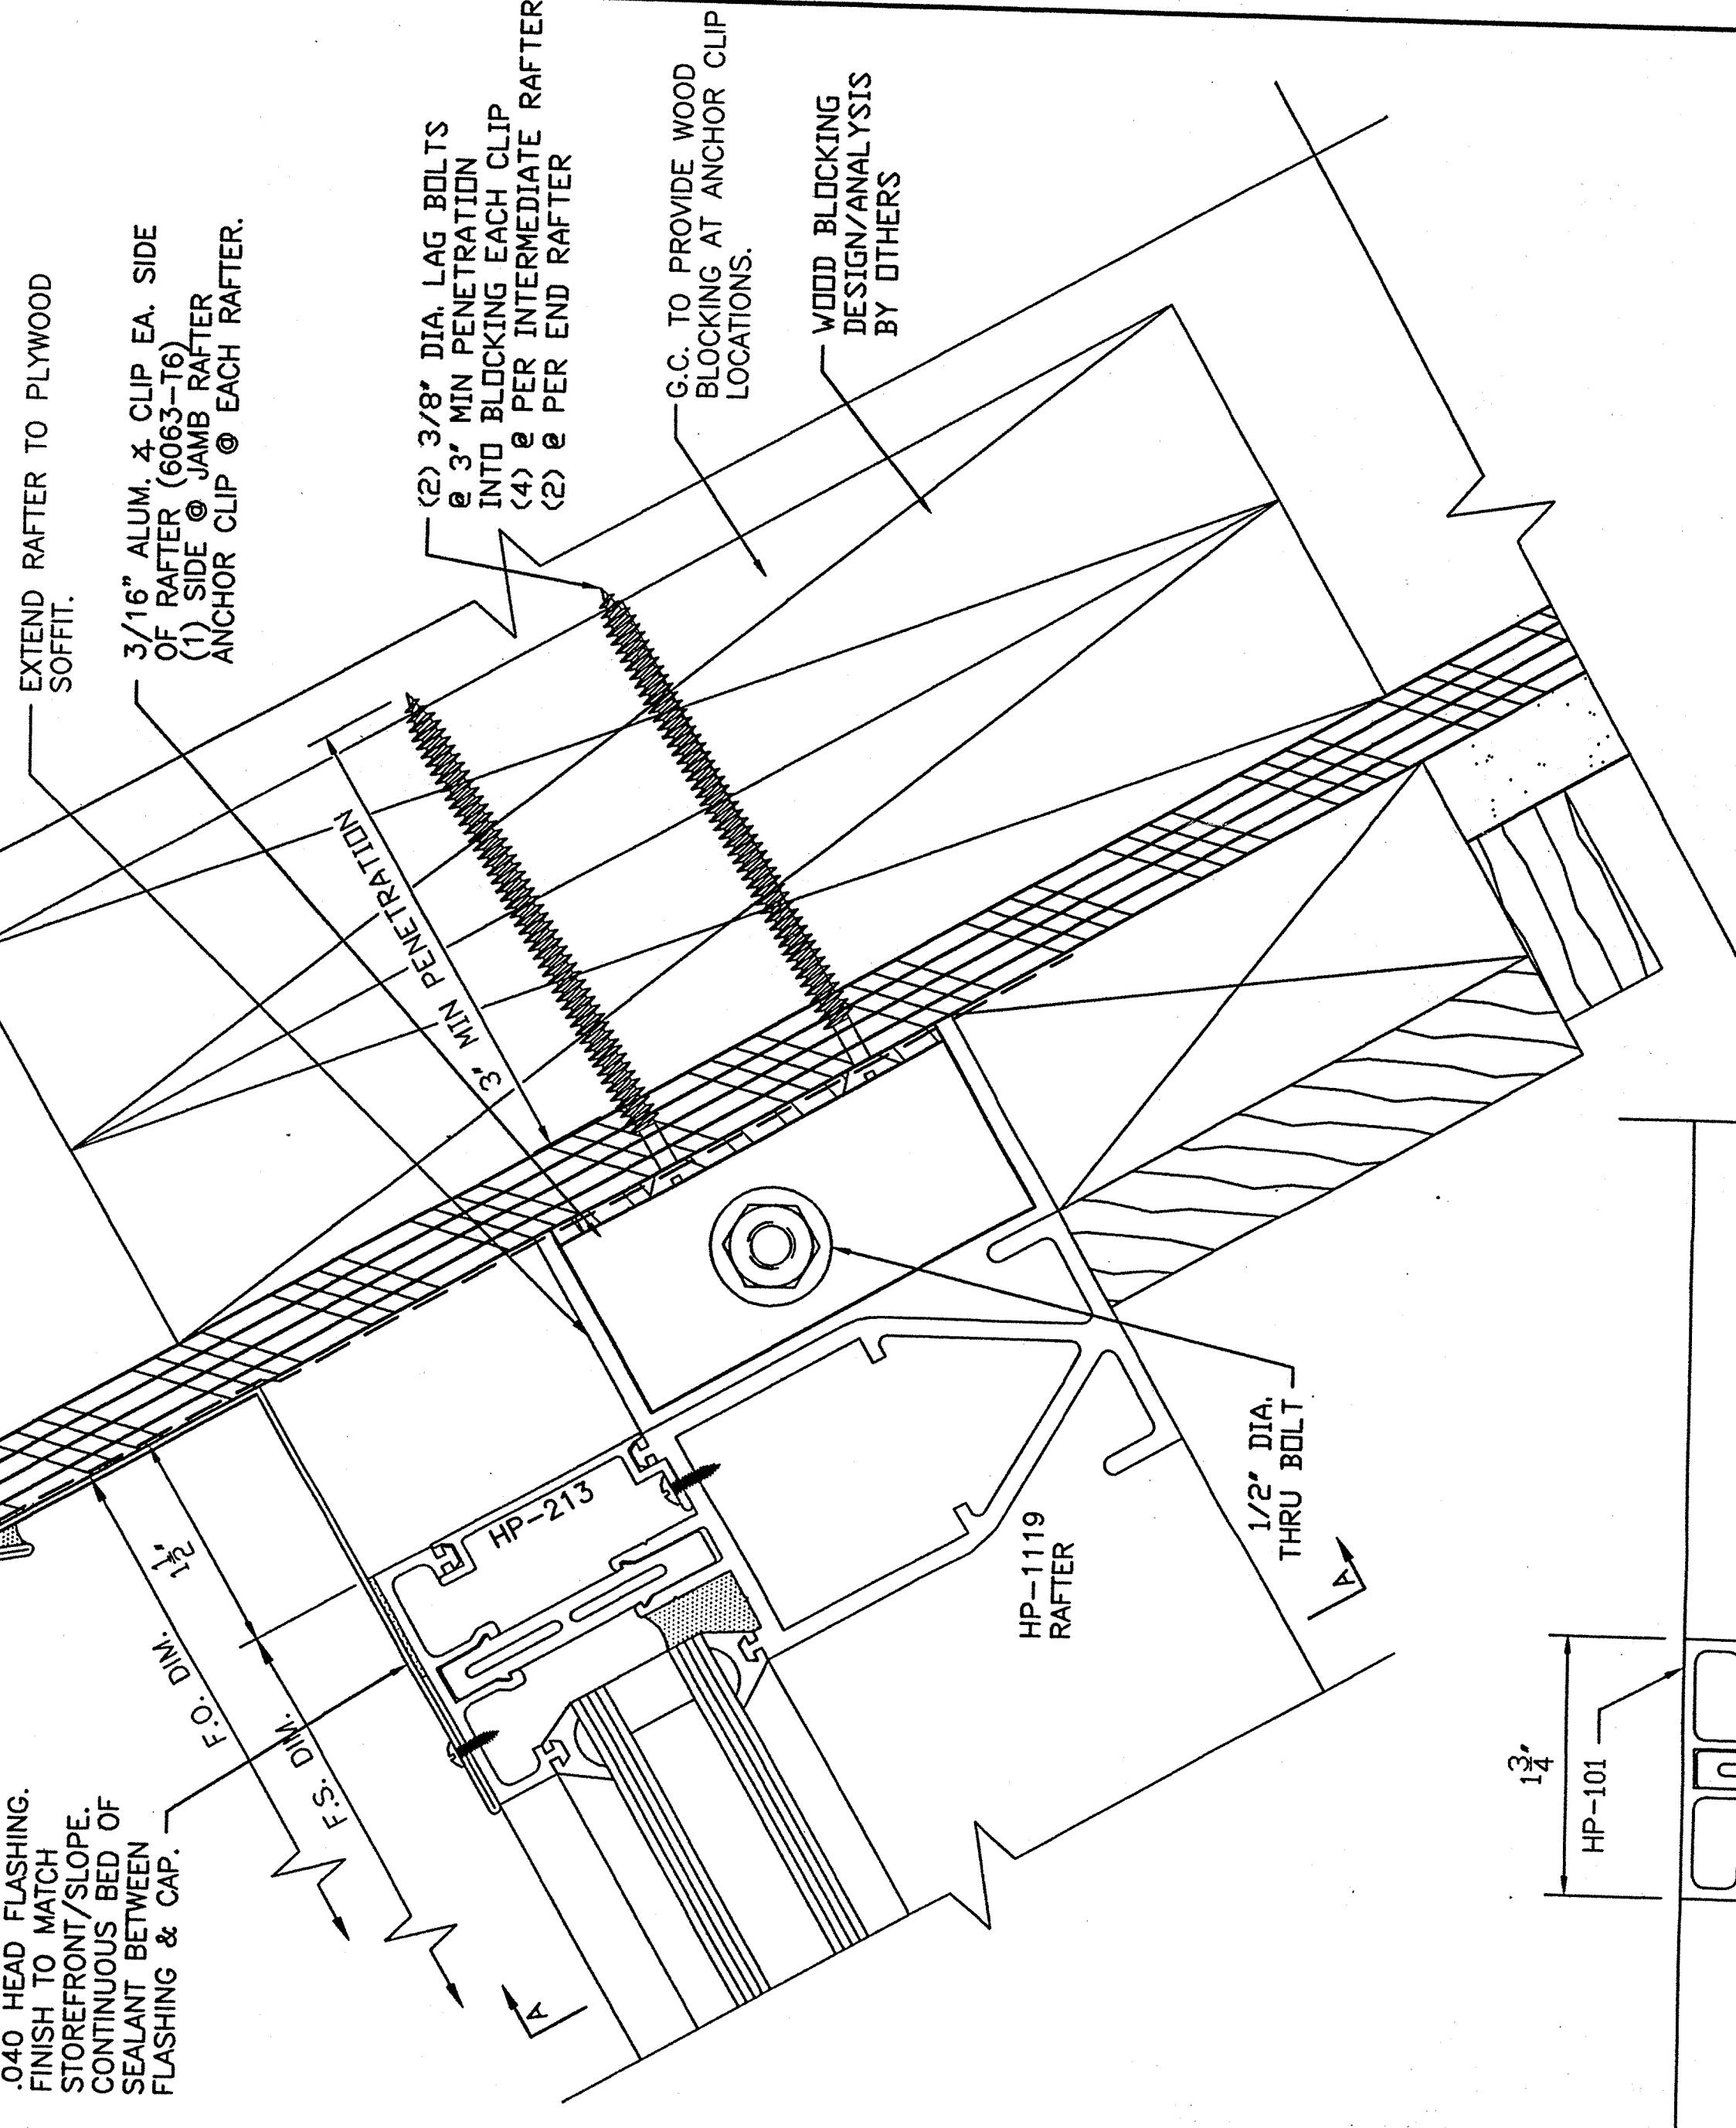 EXTEND RAFTER TO PLYWOOD
SOFFIT.
3/16" ALUM. ∡ CLIP EA. SIDE
OF RAFTER (6063-T6)
(1) SIDE @ JAMB RAFTER
ANCHOR CLIP @ EACH RAFTER.
(2) 3/8" DIA. LAG BOLTS
@ 3" MIN PENETRATION
INTO BLOCKING EACH CLIP
(4) @ PER INTERMEDIATE RAFTER
(2) @ PER END RAFTER
G.C. TO PROVIDE WOOD
BLOCKING AT ANCHOR CLIP
LOCATIONS.
WOOD BLOCKING
DESIGN/ANALYSIS
BY OTHERS
3" MIN PENETRATION
.040 HEAD FLASHING.
FINISH TO MATCH
STOREFRONT/SLOPE.
CONTINUOUS BED OF
SEALANT BETWEEN
FLASHING & CAP.
F.O. DIM.
1 1/2"
F.S. DIM.
HP-213
HP-1119
RAFTER
1/2" DIA.
THRU BOLT
A
A
1 3/4"
HP-101